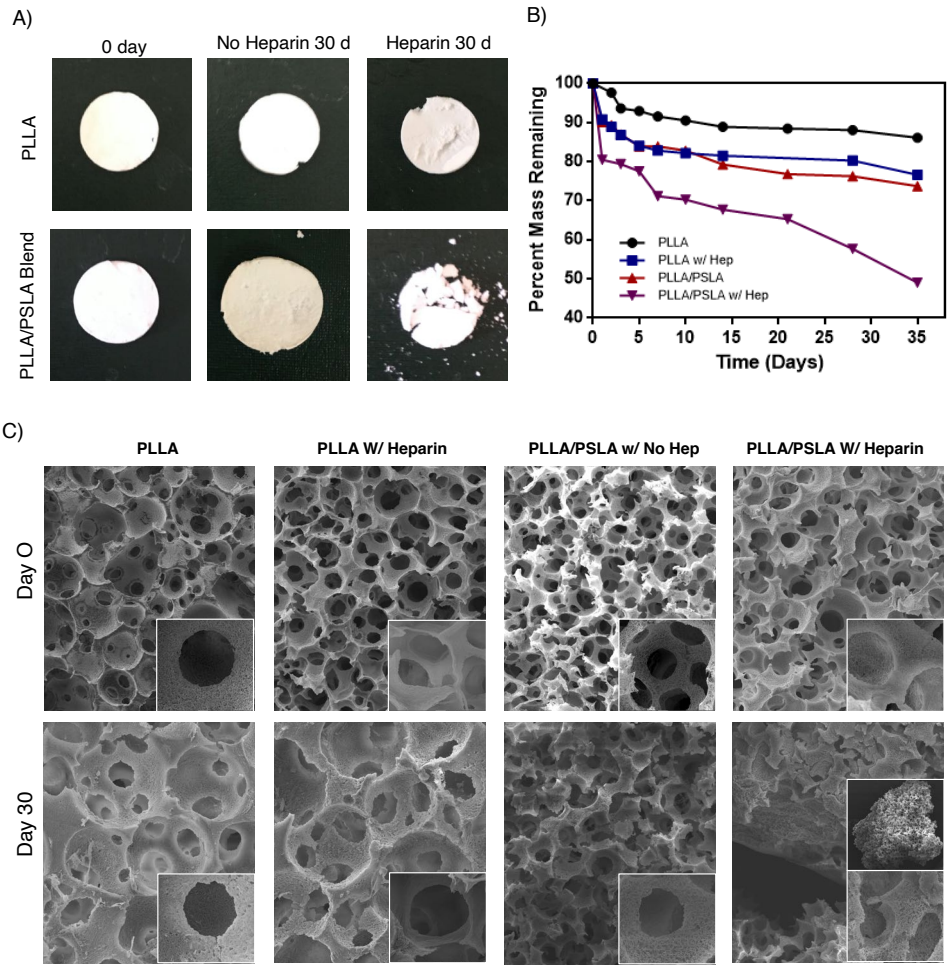 A)
0 day
No Heparin 30 d
Heparin 30 d
PLLA
PLLA/PSLA Blend
B)
Percent Mass Remaining
100
90
80
70
60
50
40
PLLA
PLLA w/ Hep
PLLA/PSLA
PLLA/PSLA w/ Hep
0 5 10 15 20 25 30 35
Time (Days)
C)
PLLA
PLLA W/ Heparin
PLLA/PSLA w/ No Hep
PLLA/PSLA W/ Heparin
Day O
Day 30